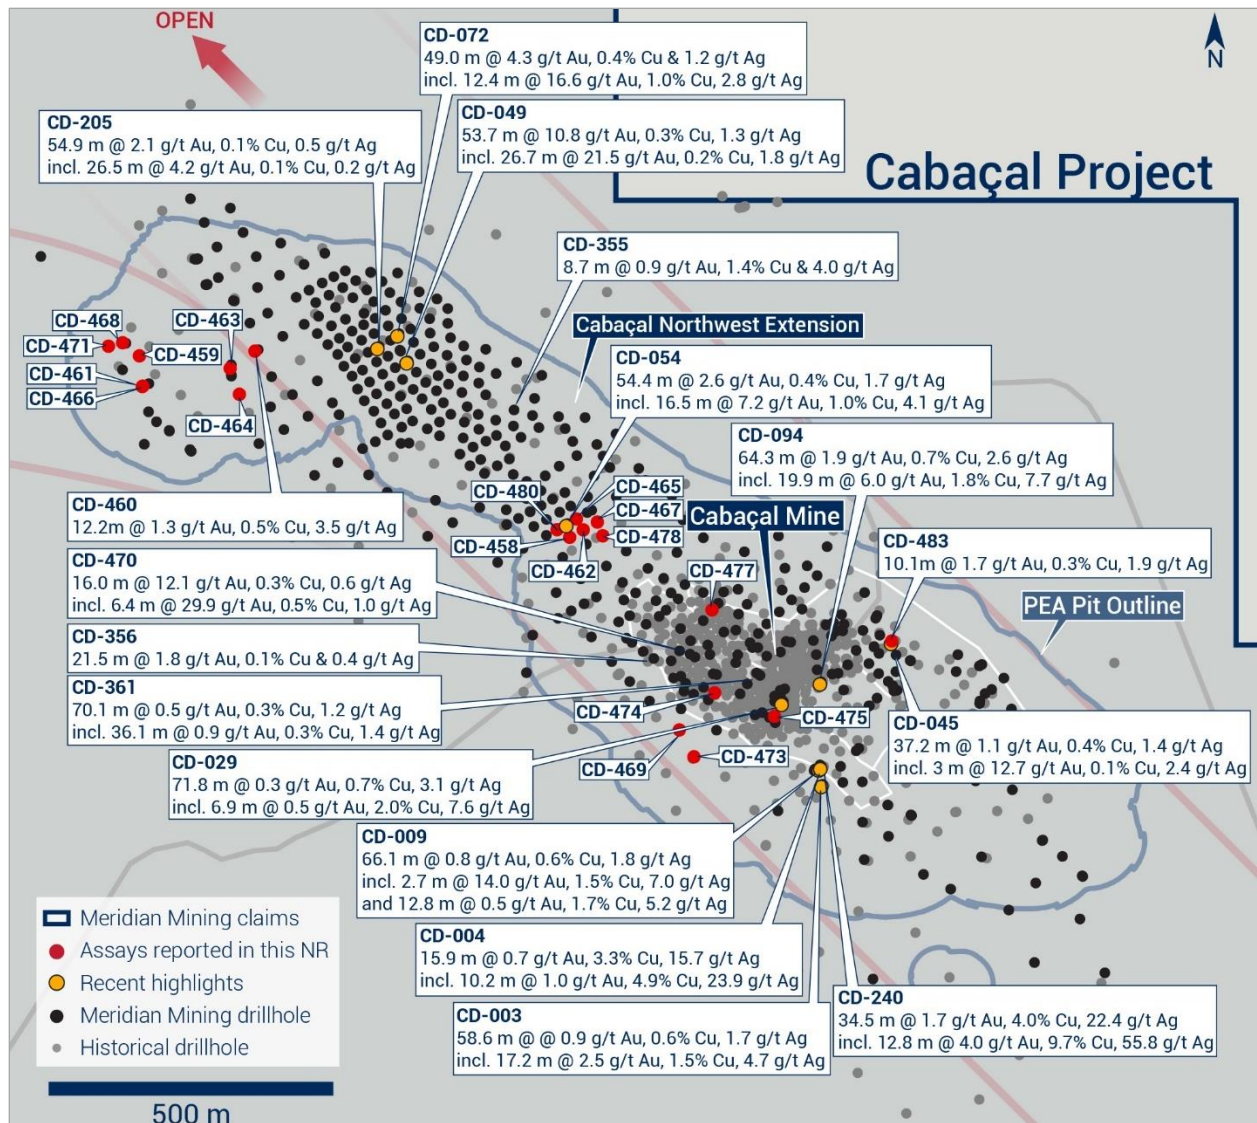 OPEN
N
CD-072
49.0 m @ 4.3 g/t Au, 0.4% Cu & 1.2 g/t Ag
incl. 12.4 m @ 16.6 g/t Au, 1.0% Cu, 2.8 g/t Ag
CD-049
53.7 m @ 10.8 g/t Au, 0.3% Cu, 1.3 g/t Ag
incl. 26.7 m @ 21.5 g/t Au, 0.2% Cu, 1.8 g/t Ag
CD-205
54.9 m @ 2.1 g/t Au, 0.1% Cu, 0.5 g/t Ag
incl. 26.5 m @ 4.2 g/t Au, 0.1% Cu, 0.2 g/t Ag
Cabaçal Project
CD-355
8.7 m @ 0.9 g/t Au, 1.4% Cu & 4.0 g/t Ag
Cabaçal Northwest Extension
CD-468
CD-463
CD-471
CD-459
CD-461
CD-466
CD-464
CD-054
54.4 m @ 2.6 g/t Au, 0.4% Cu, 1.7 g/t Ag
incl. 16.5 m @ 7.2 g/t Au, 1.0% Cu, 4.1 g/t Ag
CD-094
64.3 m @ 1.9 g/t Au, 0.7% Cu, 2.6 g/t Ag
incl. 19.9 m @ 6.0 g/t Au, 1.8% Cu, 7.7 g/t Ag
CD-480
CD-465
CD-467
CD-458
CD-478
CD-462
Cabaçal Mine
CD-460
12.2m @ 1.3 g/t Au, 0.5% Cu, 3.5 g/t Ag
CD-483
10.1m @ 1.7 g/t Au, 0.3% Cu, 1.9 g/t Ag
CD-470
16.0 m @ 12.1 g/t Au, 0.3% Cu, 0.6 g/t Ag
incl. 6.4 m @ 29.9 g/t Au, 0.5% Cu, 1.0 g/t Ag
CD-477
PEA Pit Outline
CD-356
21.5 m @ 1.8 g/t Au, 0.1% Cu & 0.4 g/t Ag
CD-361
70.1 m @ 0.5 g/t Au, 0.3% Cu, 1.2 g/t Ag
incl. 36.1 m @ 0.9 g/t Au, 0.3% Cu, 1.4 g/t Ag
CD-474
CD-475
CD-469
CD-473
CD-045
37.2 m @ 1.1 g/t Au, 0.4% Cu, 1.4 g/t Ag
incl. 3 m @ 12.7 g/t Au, 0.1% Cu, 2.4 g/t Ag
CD-029
71.8 m @ 0.3 g/t Au, 0.7% Cu, 3.1 g/t Ag
incl. 6.9 m @ 0.5 g/t Au, 2.0% Cu, 7.6 g/t Ag
CD-009
66.1 m @ 0.8 g/t Au, 0.6% Cu, 1.8 g/t Ag
incl. 2.7 m @ 14.0 g/t Au, 1.5% Cu, 7.0 g/t Ag
and 12.8 m @ 0.5 g/t Au, 1.7% Cu, 5.2 g/t Ag
CD-004
15.9 m @ 0.7 g/t Au, 3.3% Cu, 15.7 g/t Ag
incl. 10.2 m @ 1.0 g/t Au, 4.9% Cu, 23.9 g/t Ag
CD-003
58.6 m @ @ 0.9 g/t Au, 0.6% Cu, 1.7 g/t Ag
incl. 17.2 m @ 2.5 g/t Au, 1.5% Cu, 4.7 g/t Ag
CD-240
34.5 m @ 1.7 g/t Au, 4.0% Cu, 22.4 g/t Ag
incl. 12.8 m @ 4.0 g/t Au, 9.7% Cu, 55.8 g/t Ag
Meridian Mining claims
Assays reported in this NR
Recent highlights
Meridian Mining drillhole
Historical drillhole
500 m